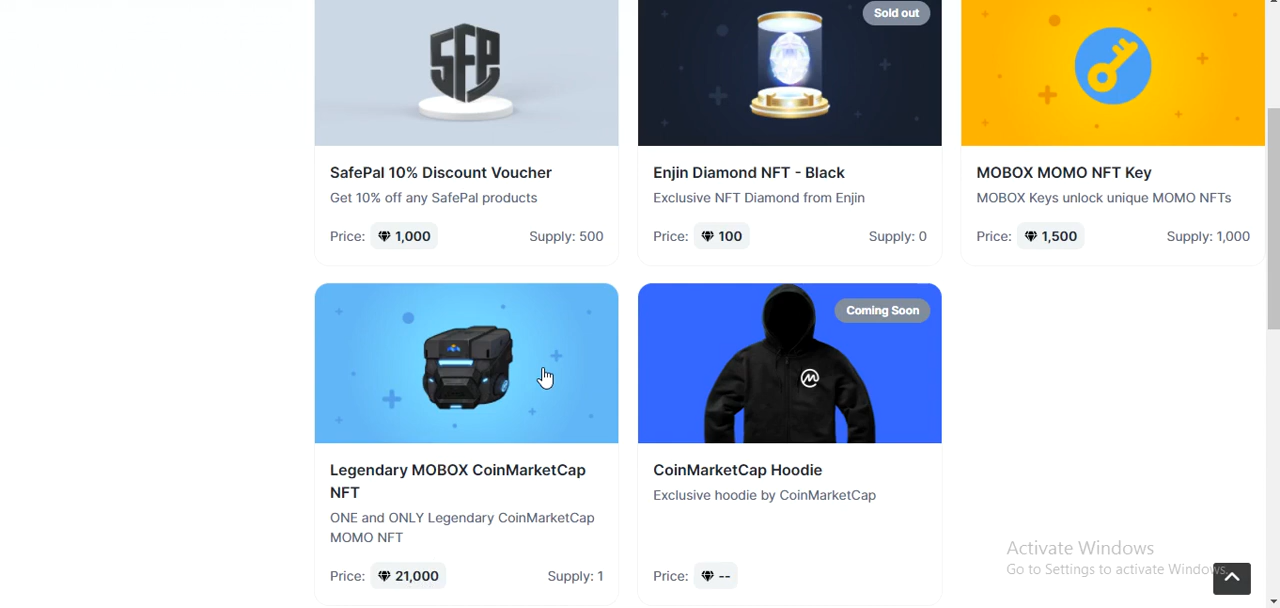 SFP
Sold out
SafePal 10% Discount Voucher
Get 10% off any SafePal products
Price: 1,000 Supply: 500
Enjin Diamond NFT - Black
Exclusive NFT Diamond from Enjin
Price: 100 Supply: 0
MOBOX MOMO NFT Key
MOBOX Keys unlock unique MOMO NFTs
Price: 1,500 Supply: 1,000
Legendary MOBOX CoinMarketCap
NFT
ONE and ONLY Legendary CoinMarketCap
MOMO NFT
Price: 21,000 Supply: 1
Coming Soon
CoinMarketCap Hoodie
Exclusive hoodie by CoinMarketCap
Price: --
Activate Windows
Go to Settings to activate Windows.